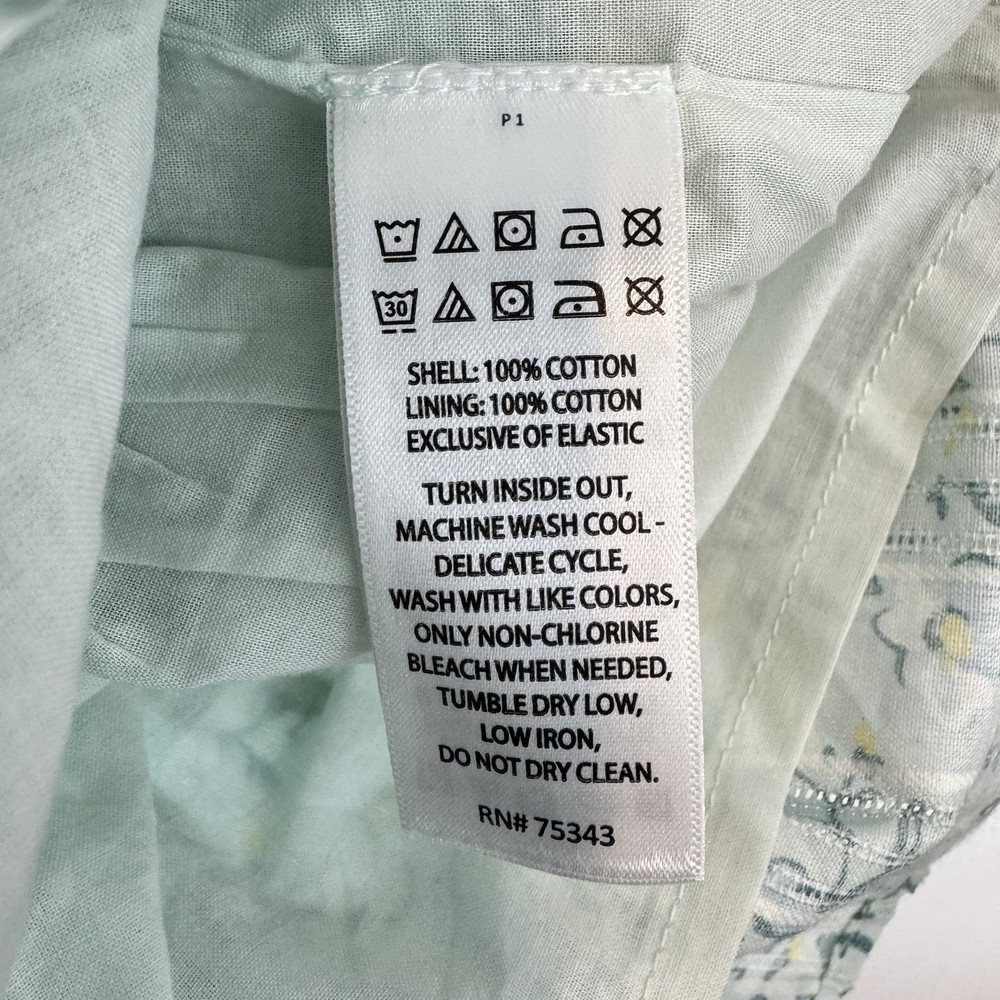 P 1
30
SHELL: 100% COTTON
LINING: 100% COTTON
EXCLUSIVE OF ELASTIC
TURN INSIDE OUT,
MACHINE WASH COOL -
DELICATE CYCLE,
WASH WITH LIKE COLORS,
ONLY NON-CHLORINE
BLEACH WHEN NEEDED,
TUMBLE DRY LOW,
LOW IRON,
DO NOT DRY CLEAN.
RN# 75343